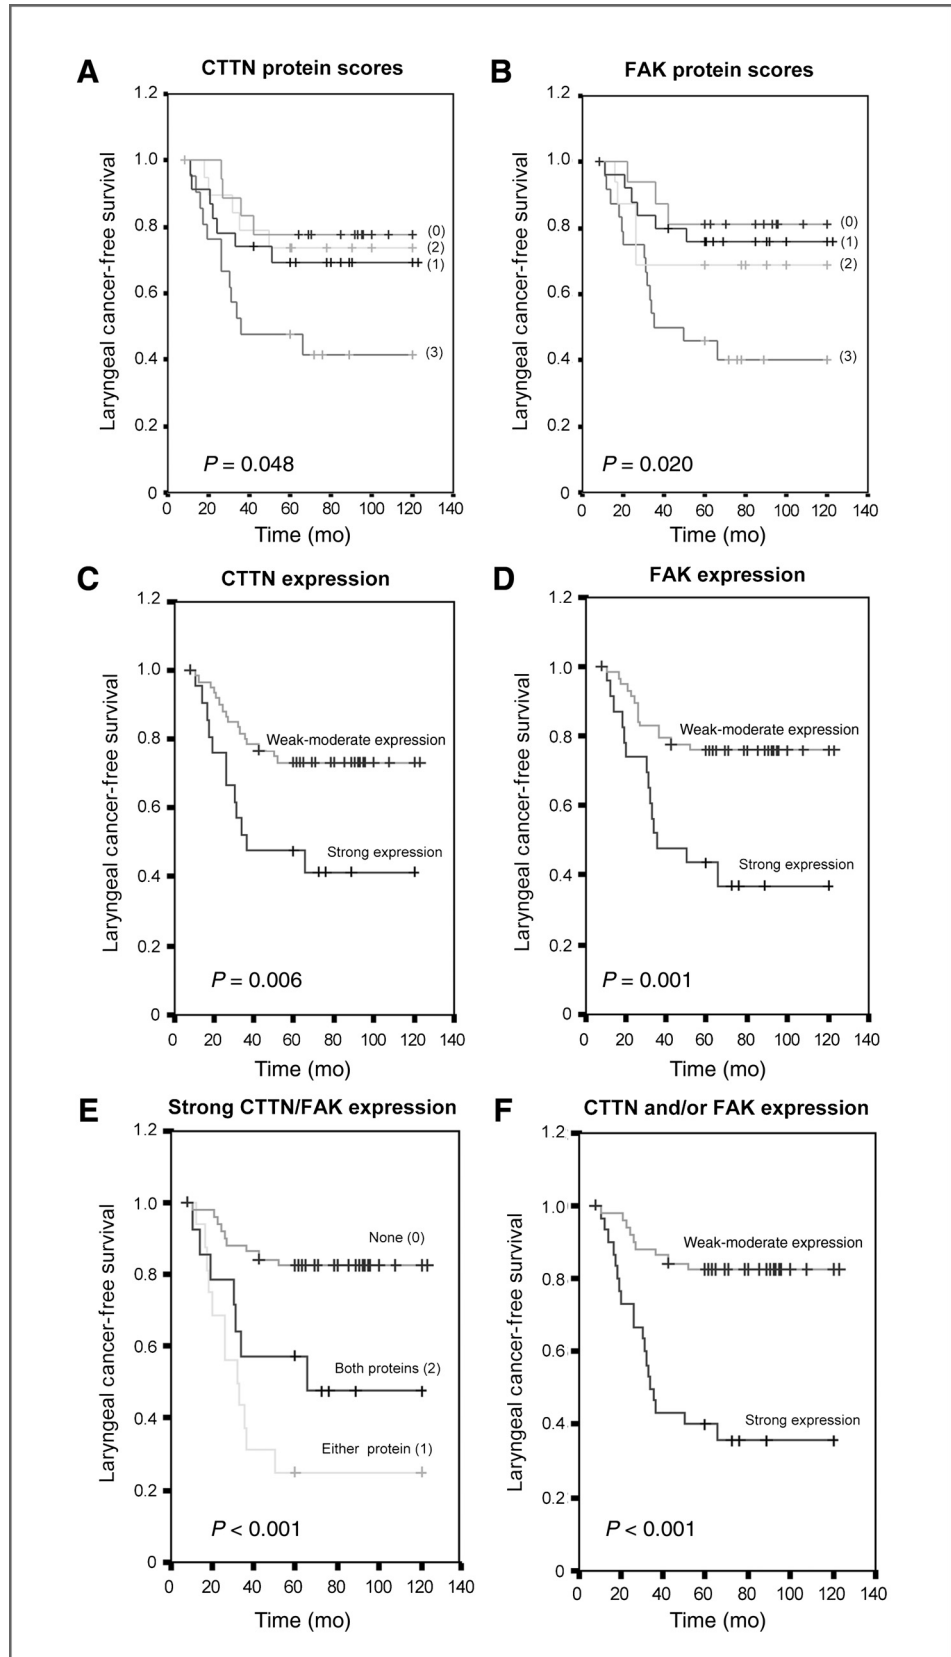 A
CTTN protein scores
Laryngeal cancer-free survival
1.2
1.0
0.8
0.6
0.4
0.2
0
(0)
(2)
(1)
(3)
P = 0.048
0 20 40 60 80 100 120 140
Time (mo)
B
FAK protein scores
Laryngeal cancer-free survival
1.2
1.0
0.8
0.6
0.4
0.2
0
(0)
(1)
(2)
(3)
P = 0.020
0 20 40 60 80 100 120 140
Time (mo)
C
CTTN expression
Laryngeal cancer-free survival
1.2
1.0
0.8
0.6
0.4
0.2
0
Weak-moderate expression
Strong expression
P = 0.006
0 20 40 60 80 100 120 140
Time (mo)
D
FAK expression
Laryngeal cancer-free survival
1.2
1.0
0.8
0.6
0.4
0.2
0
Weak-moderate expression
Strong expression
P = 0.001
0 20 40 60 80 100 120 140
Time (mo)
E
Strong CTTN/FAK expression
Laryngeal cancer-free survival
1.2
1.0
0.8
0.6
0.4
0.2
0
None (0)
Both proteins (2)
Either protein (1)
P < 0.001
0 20 40 60 80 100 120 140
Time (mo)
F
CTTN and/or FAK expression
Laryngeal cancer-free survival
1.2
1.0
0.8
0.6
0.4
0.2
0
Weak-moderate expression
Strong expression
P < 0.001
0 20 40 60 80 100 120 140
Time (mo)